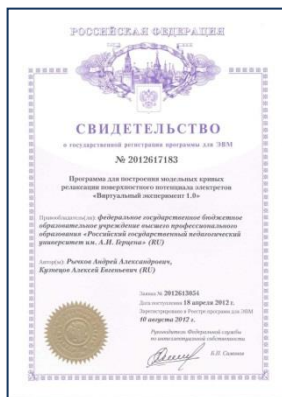 РОССИЙСКАЯ ФЕДЕРАЦИЯ
СВИДЕТЕЛЬСТВО
о государственной регистрации программы для ЭВМ
№ 2012617183
Программа для построения модельных кривых
релаксации поверхностного потенциала электретов
«Виртуальный эксперимент 1.0»
Правообладатель(ли): федеральное государственное бюджетное
образовательное учреждение высшего профессионального
образования «Российский государственный педагогический
университет им. А.И. Герцена» (RU)
Автор(ы): Рычков Андрей Александрович,
Кузнецов Алексей Евгеньевич (RU)
Заявка № 2012613054
Дата поступления 18 апреля 2012 г.
Зарегистрировано в Реестре программ для ЭВМ
10 августа 2012 г.
Руководитель Федеральной службы
по интеллектуальной собственности
Б.П. Симонов